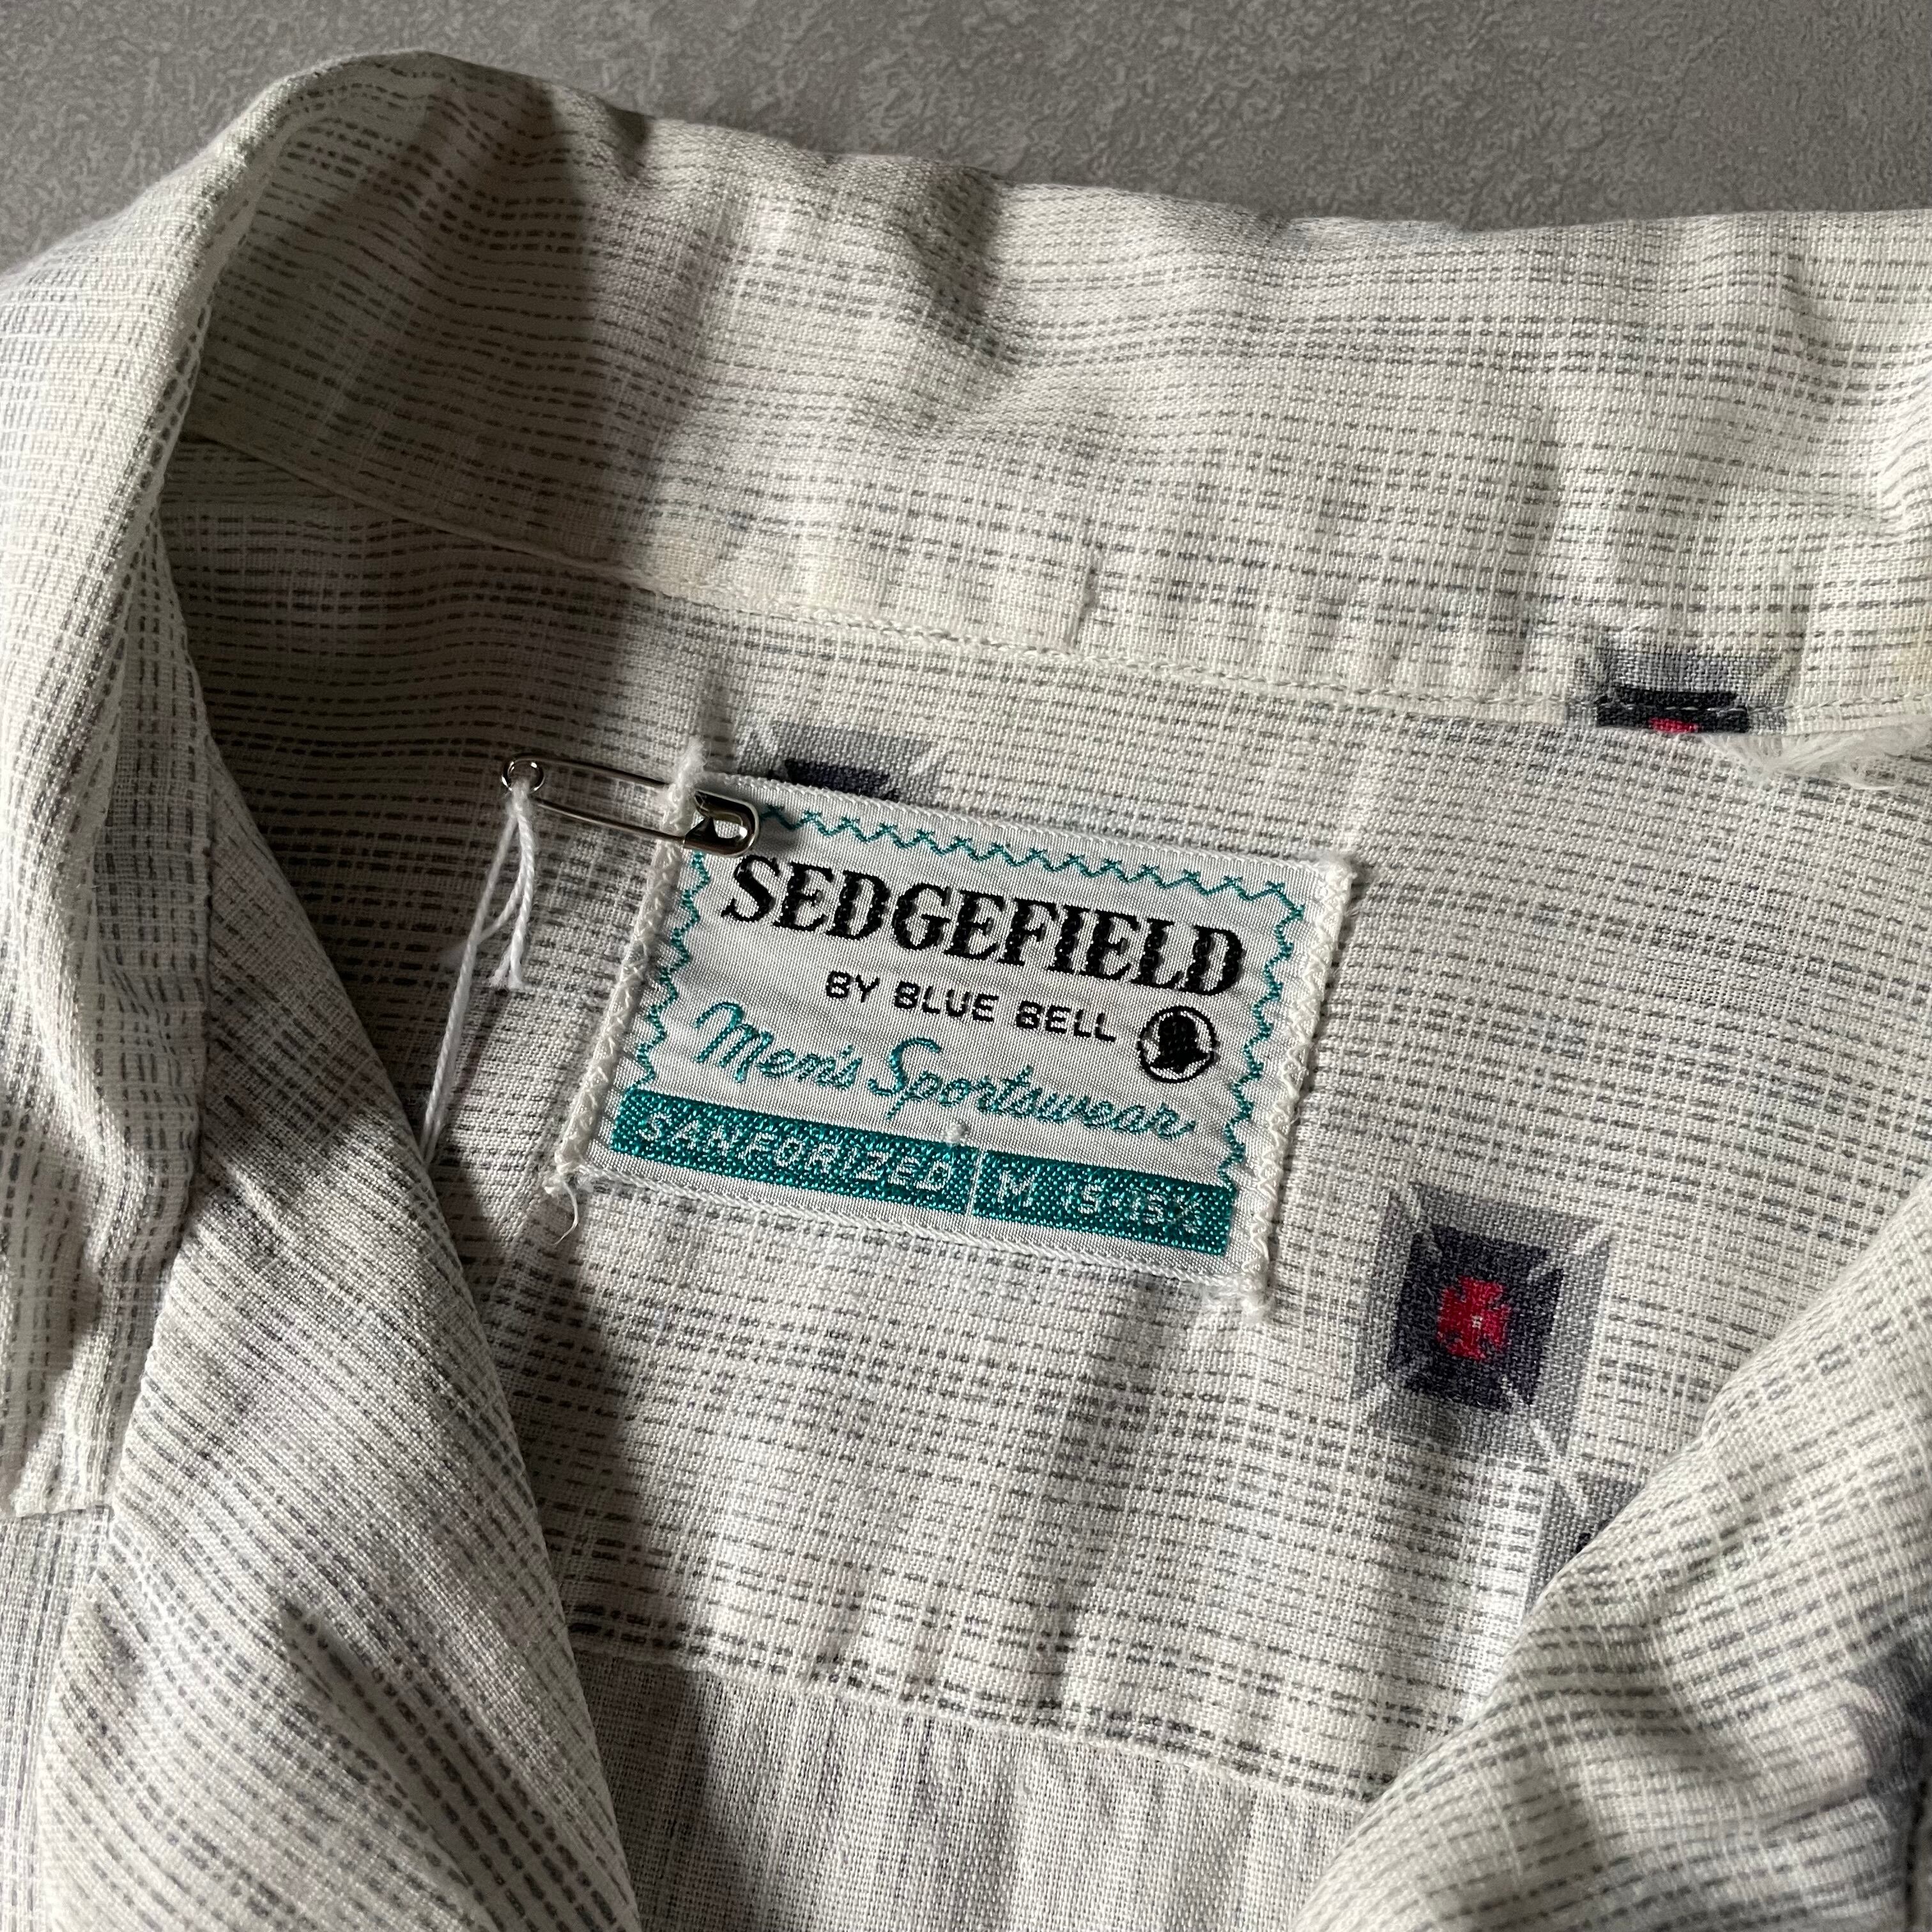 SEDGEFIELD
BY BLUE BELL
Men's Sportswear
SANFORIZED M 15-15½